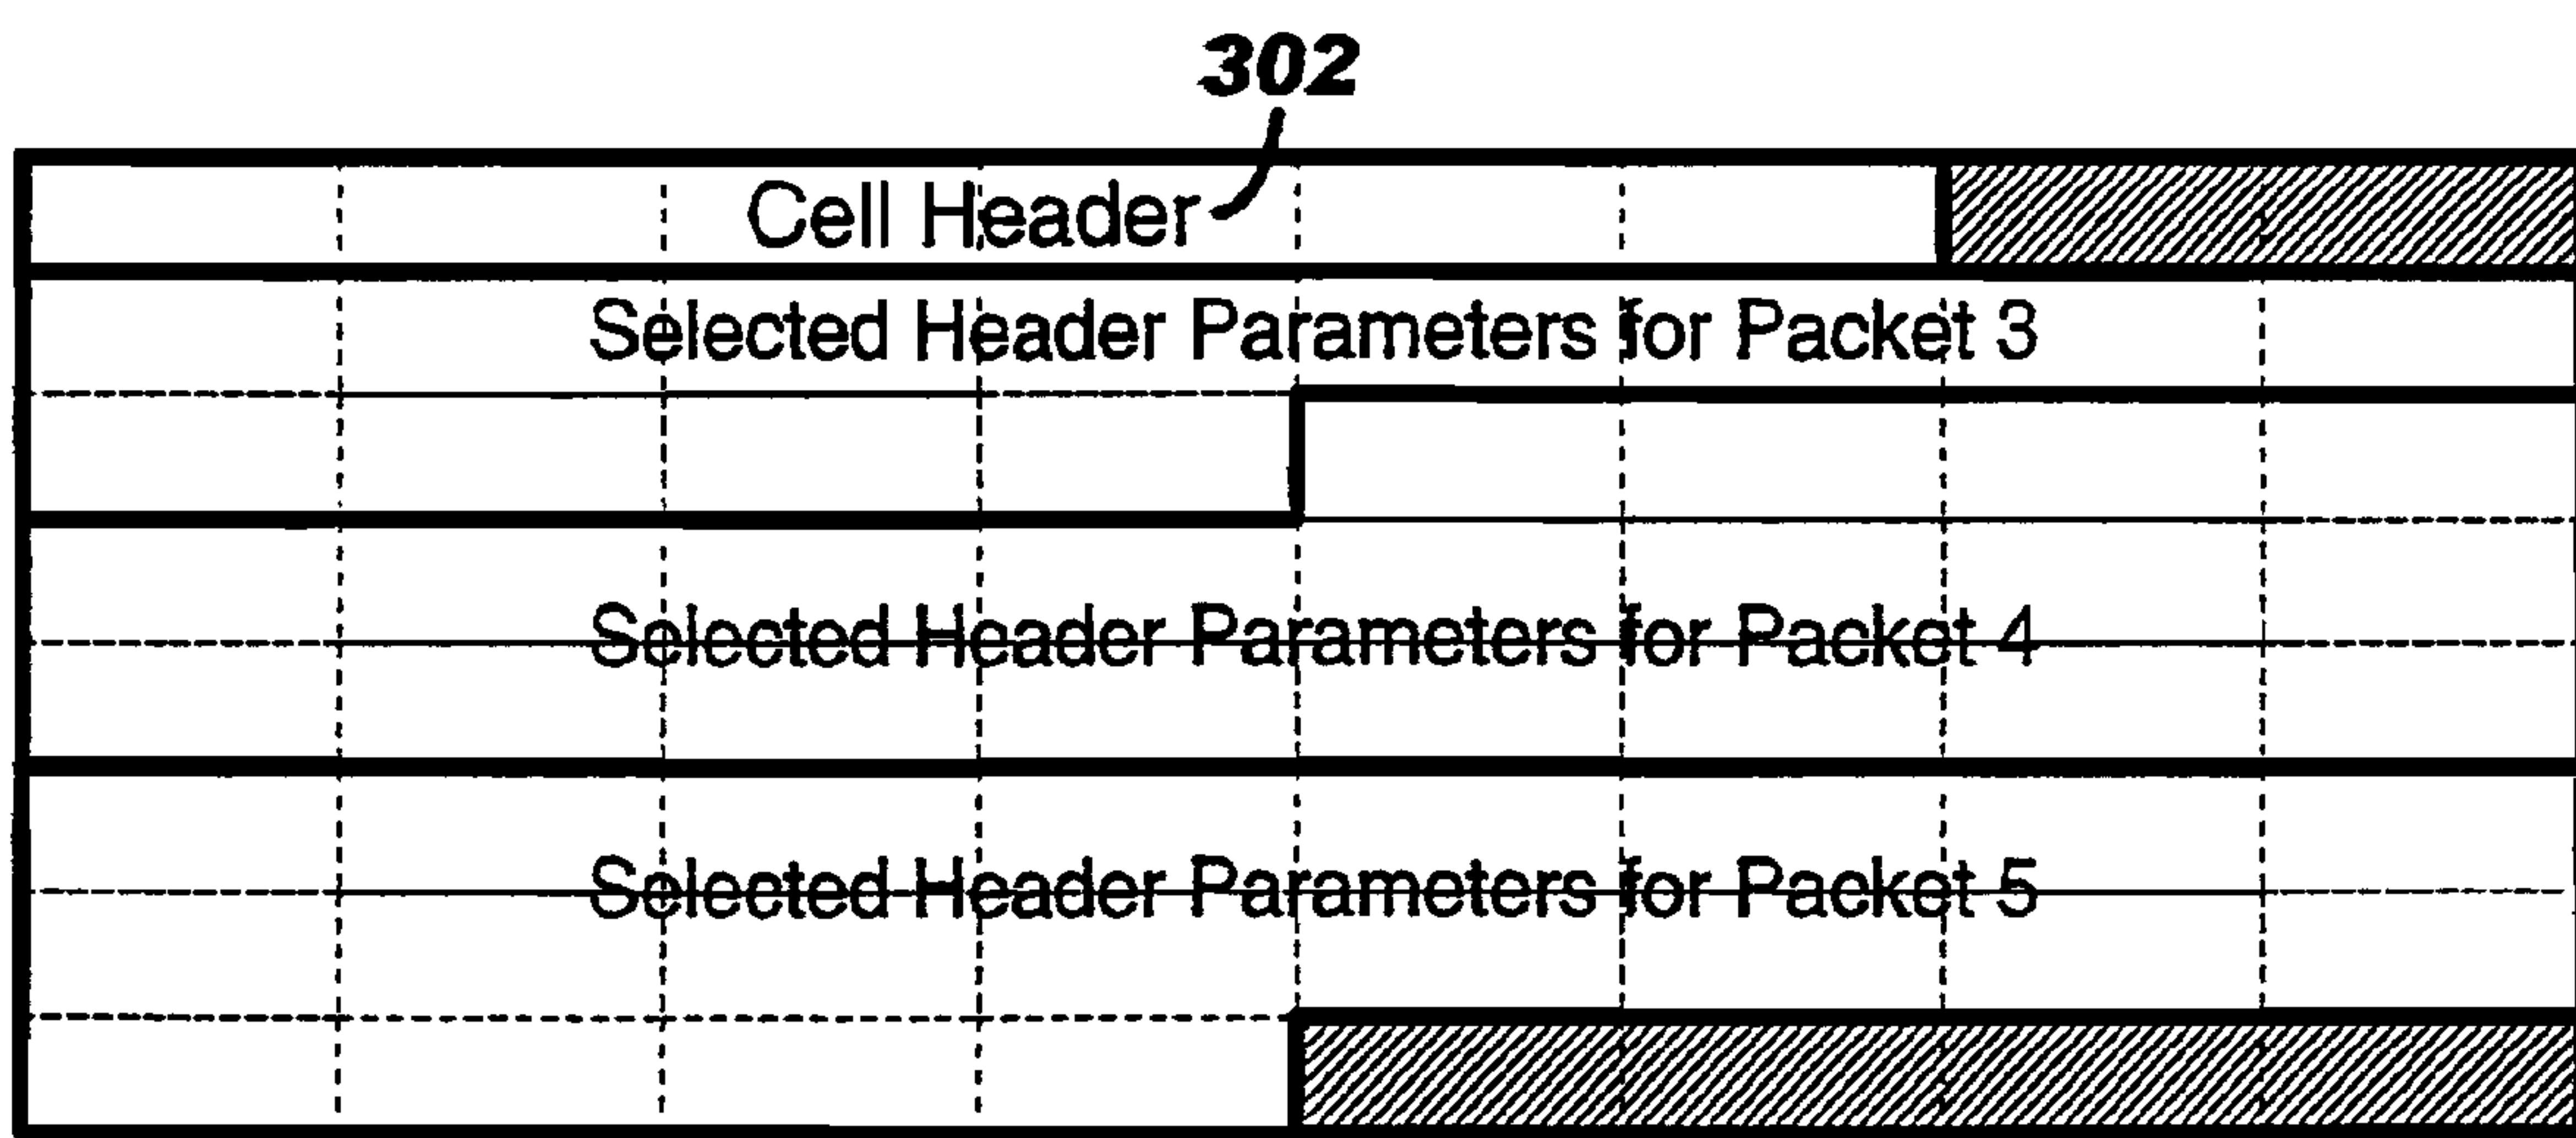 302
Cell Header
Selected Header Parameters for Packet 3
Selected Header Parameters for Packet 4
Selected Header Parameters for Packet 5